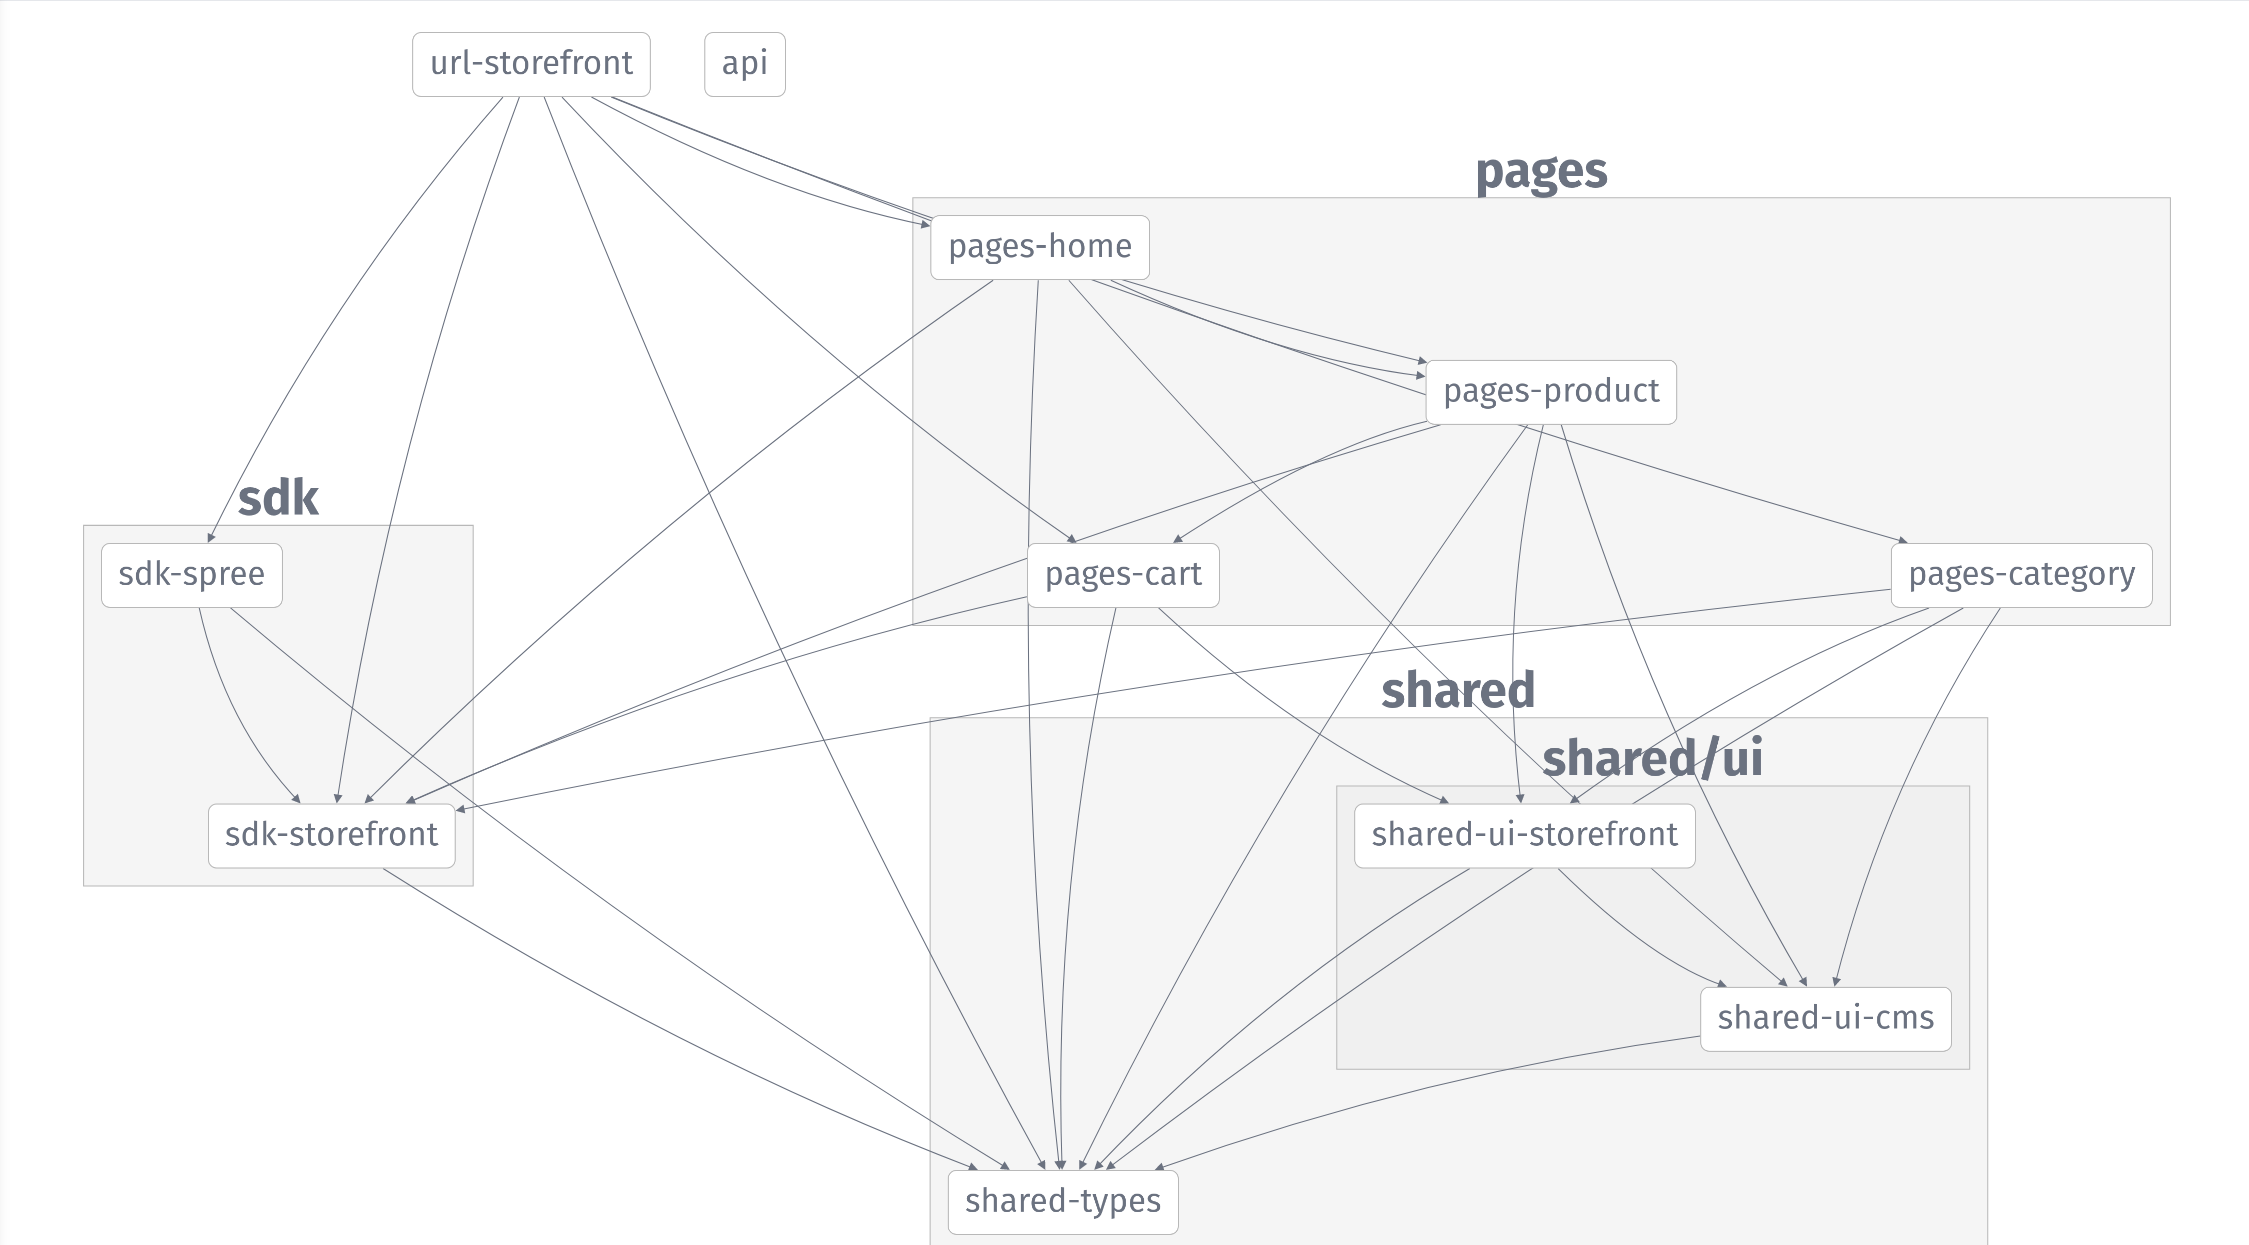 url-storefront
api
pages
pages-home
pages-product
sdk
sdk-spree
pages-cart
pages-category
shared
shared/ui
sdk-storefront
shared-ui-storefront
shared-ui-cms
shared-types